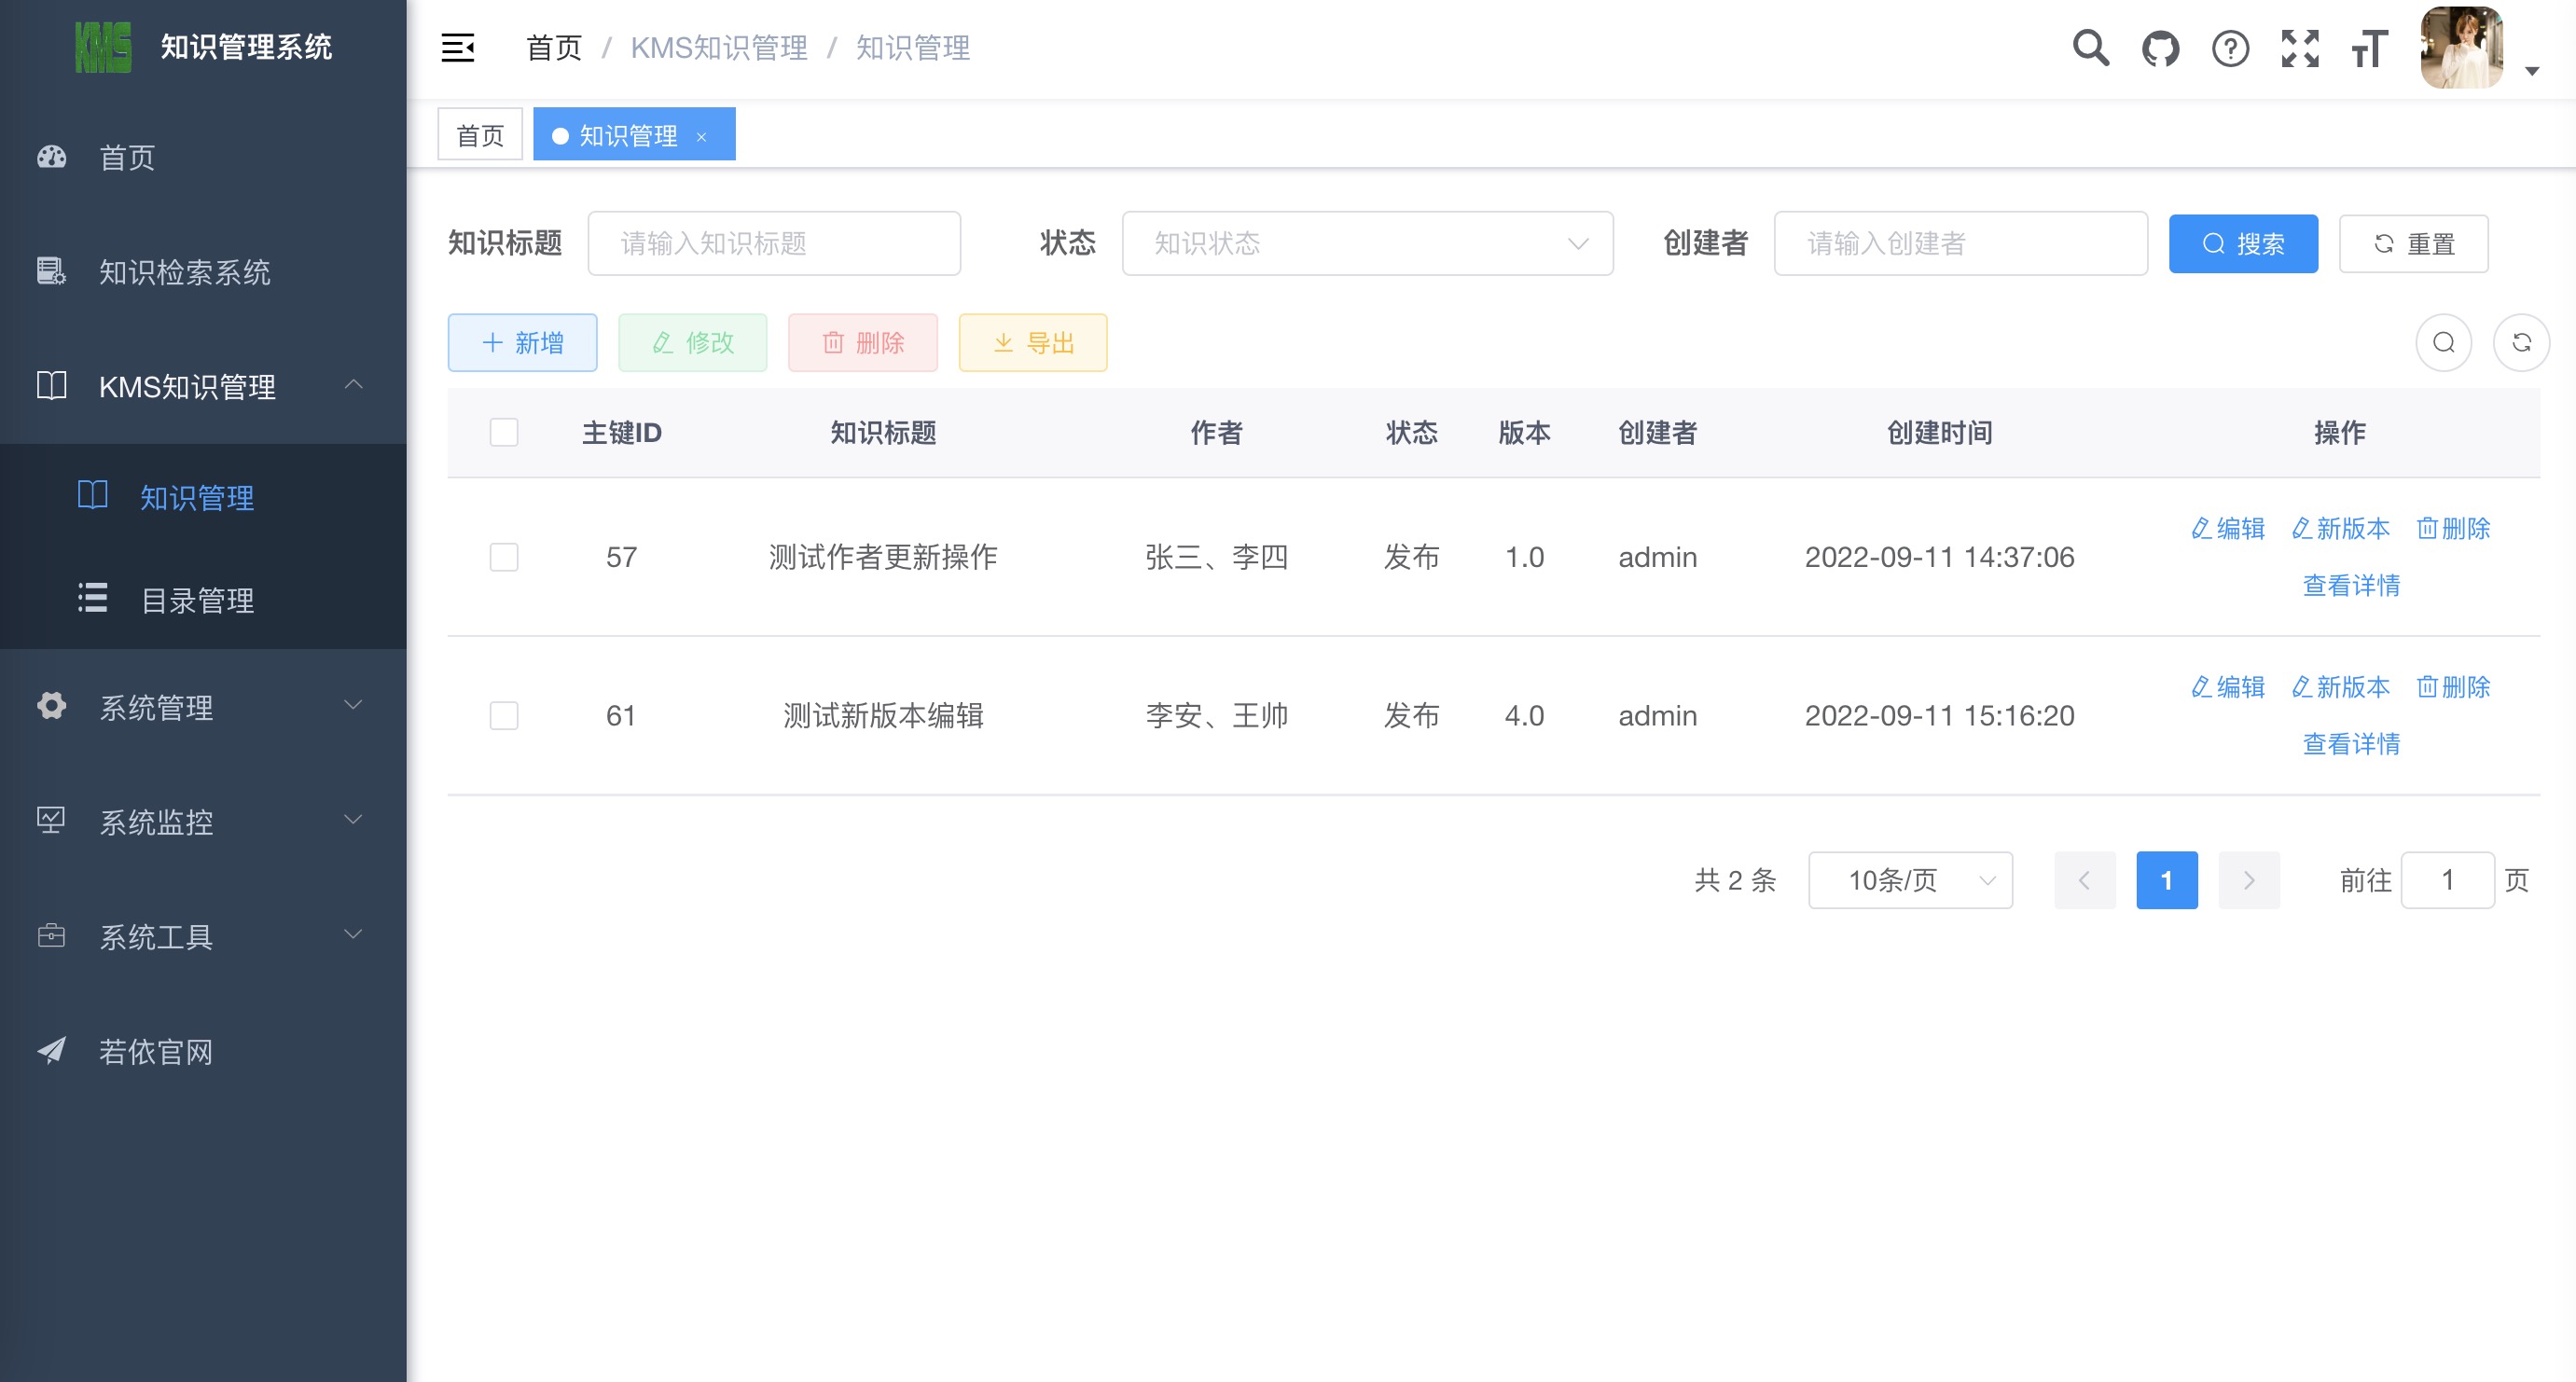 KMS 知识管理系统
首页
知识检索系统
KMS知识管理
知识管理
目录管理
系统管理
系统监控
系统工具
若依官网
首页 / KMS知识管理 / 知识管理
首页 知识管理 ×
知识标题 请输入知识标题 状态 知识状态 创建者 请输入创建者 搜索 重置
新增 修改 删除 导出
主键ID 知识标题 作者 状态 版本 创建者 创建时间 操作
57 测试作者更新操作 张三、李四 发布 1.0 admin 2022-09-11 14:37:06 编辑 新版本 删除
查看详情
61 测试新版本编辑 李安、王帅 发布 4.0 admin 2022-09-11 15:16:20 编辑 新版本 删除
查看详情
共 2 条 10条/页 1 前往 1 页